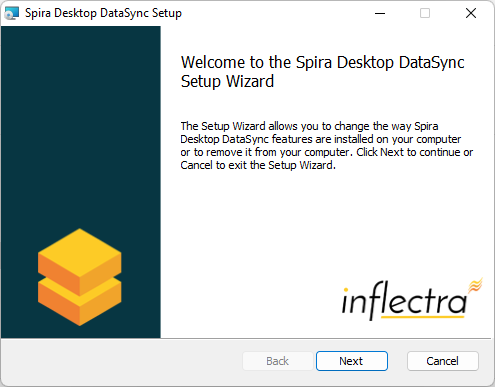 Spira Desktop DataSync Setup
Welcome to the Spira Desktop DataSync
Setup Wizard
The Setup Wizard allows you to change the way Spira
Desktop DataSync features are installed on your computer
or to remove it from your computer. Click Next to continue or
Cancel to exit the Setup Wizard.
inflectra
Back
Next
Cancel